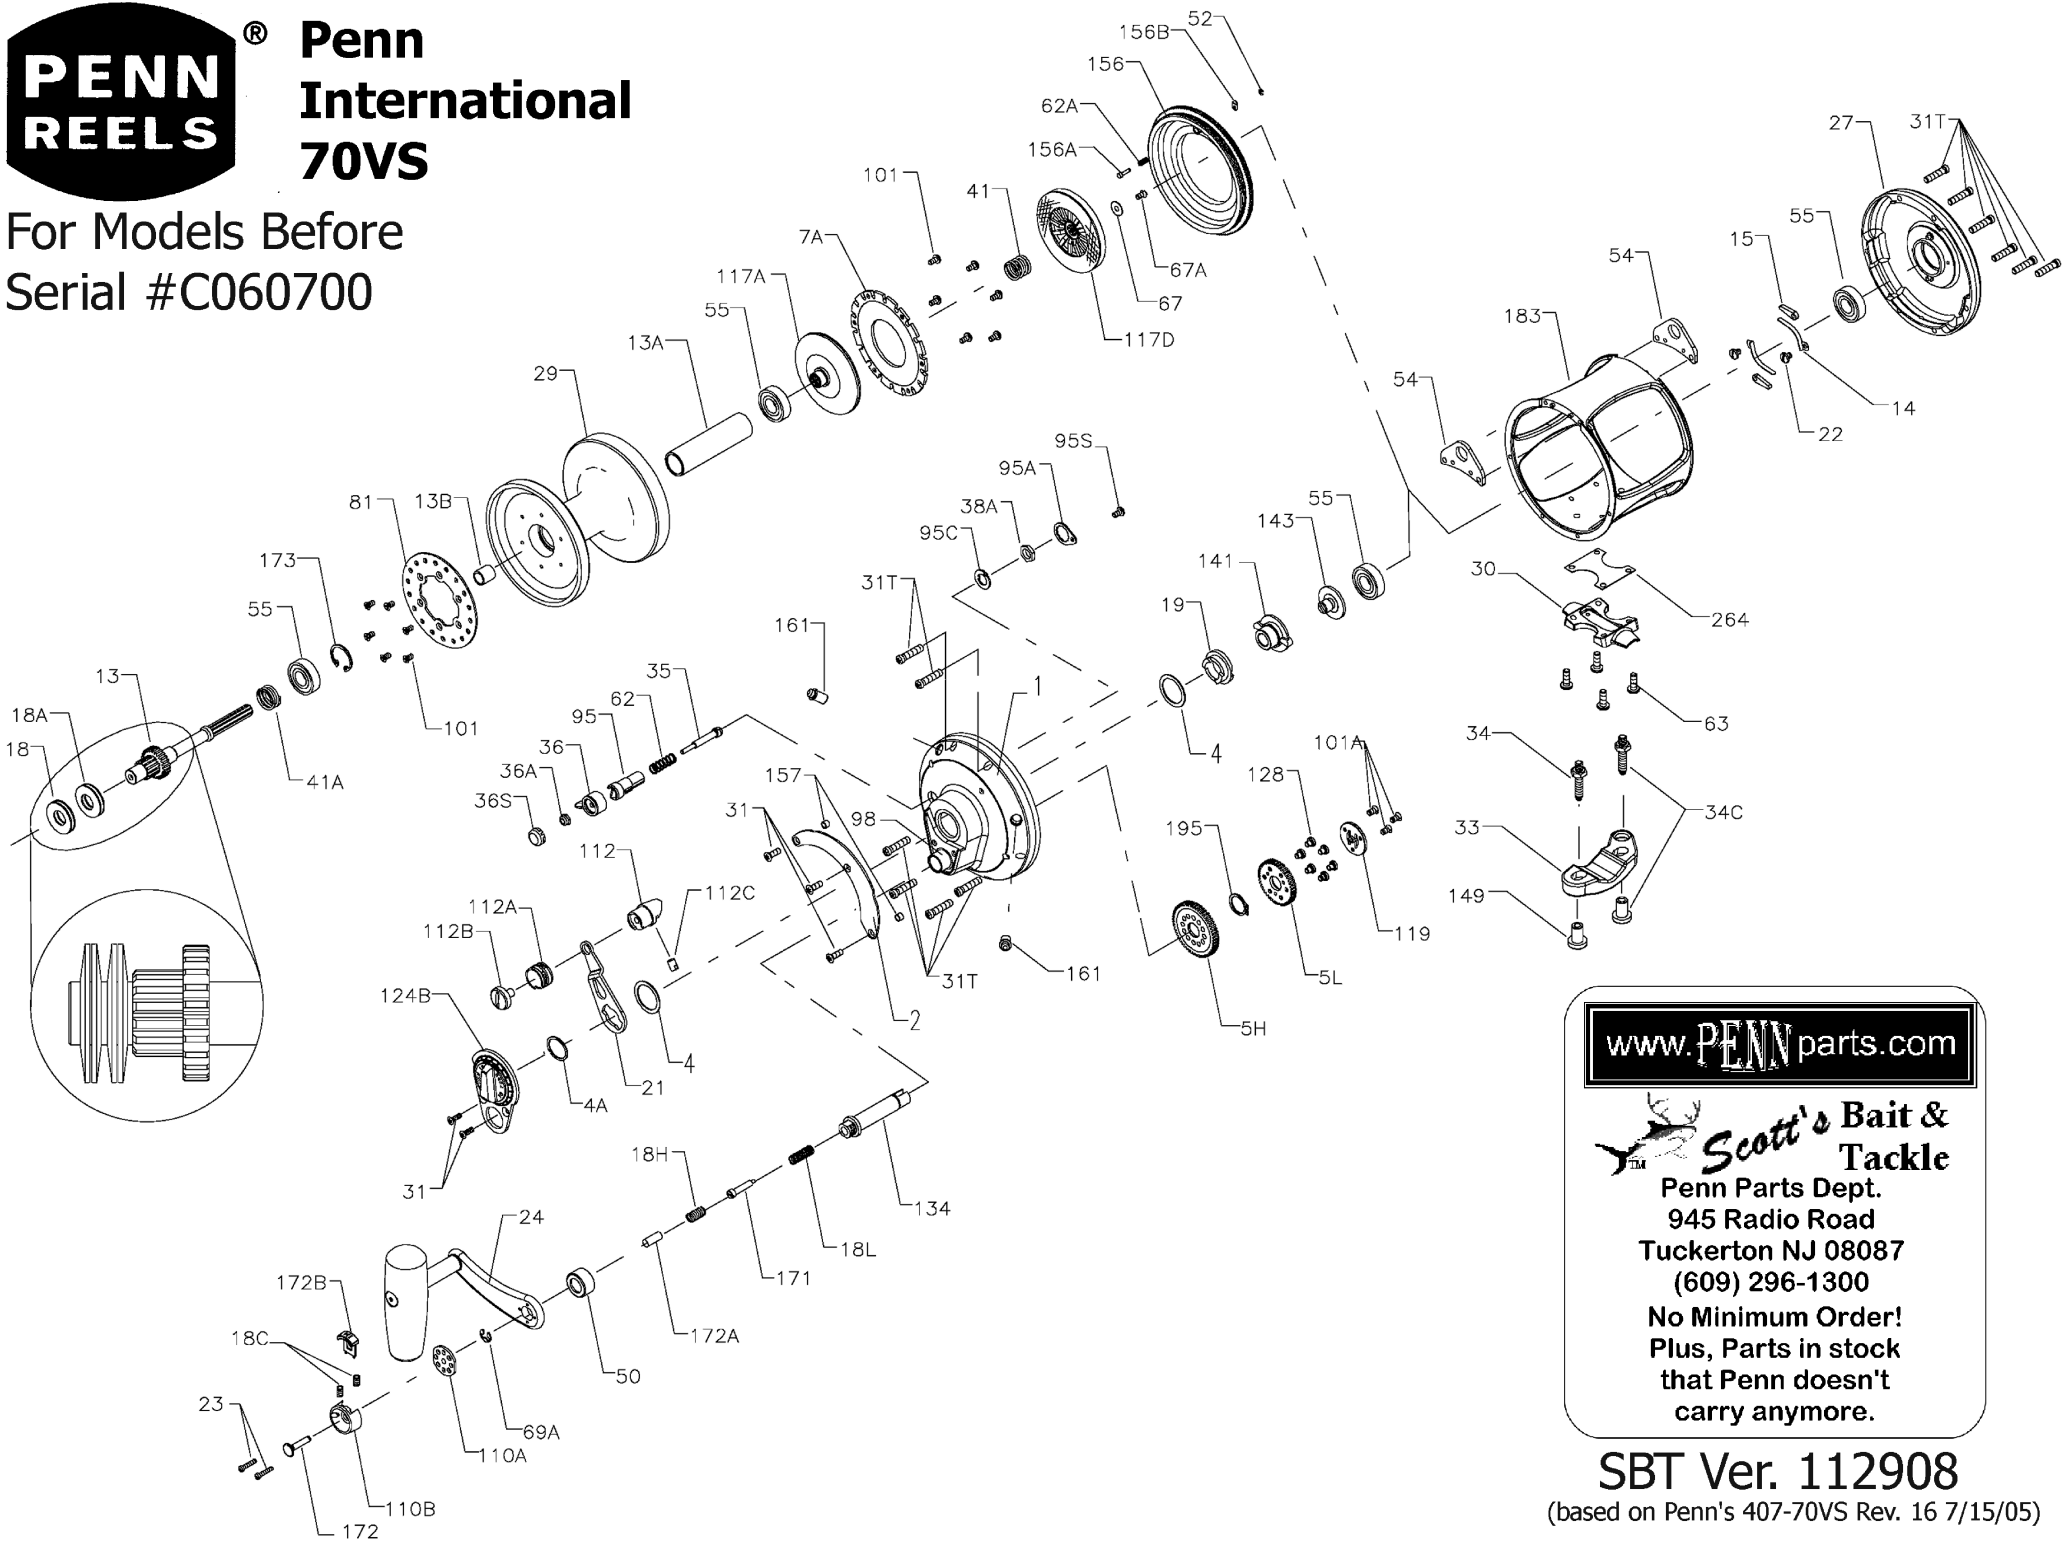 PENN
REELS
®
Penn
International
70VS
For Models Before
Serial #C060700
52
156B
156
62A
156A
101
41
7A
117A
55
13A
29
67A
67
117D
27
31T
55
15
54
183
54
14
22
81
13B
173
55
13
18A
18
41A
101
95S
95A
38A
95C
31T
161
35
62
95
36
36A
36S
157
31
98
1
4
19
141
143
55
30
264
63
34
34C
33
149
101A
128
195
119
5L
5H
161
31T
2
112
112A
112B
112C
124B
4
21
4A
31
18H
134
18L
171
172A
24
50
172B
18C
23
69A
110A
110B
172
www.PENNparts.com
TM
Scott's Bait &
Tackle
Penn Parts Dept.
945 Radio Road
Tuckerton NJ 08087
(609) 296-1300
No Minimum Order!
Plus, Parts in stock
that Penn doesn't
carry anymore.
SBT Ver. 112908
(based on Penn's 407-70VS Rev. 16 7/15/05)